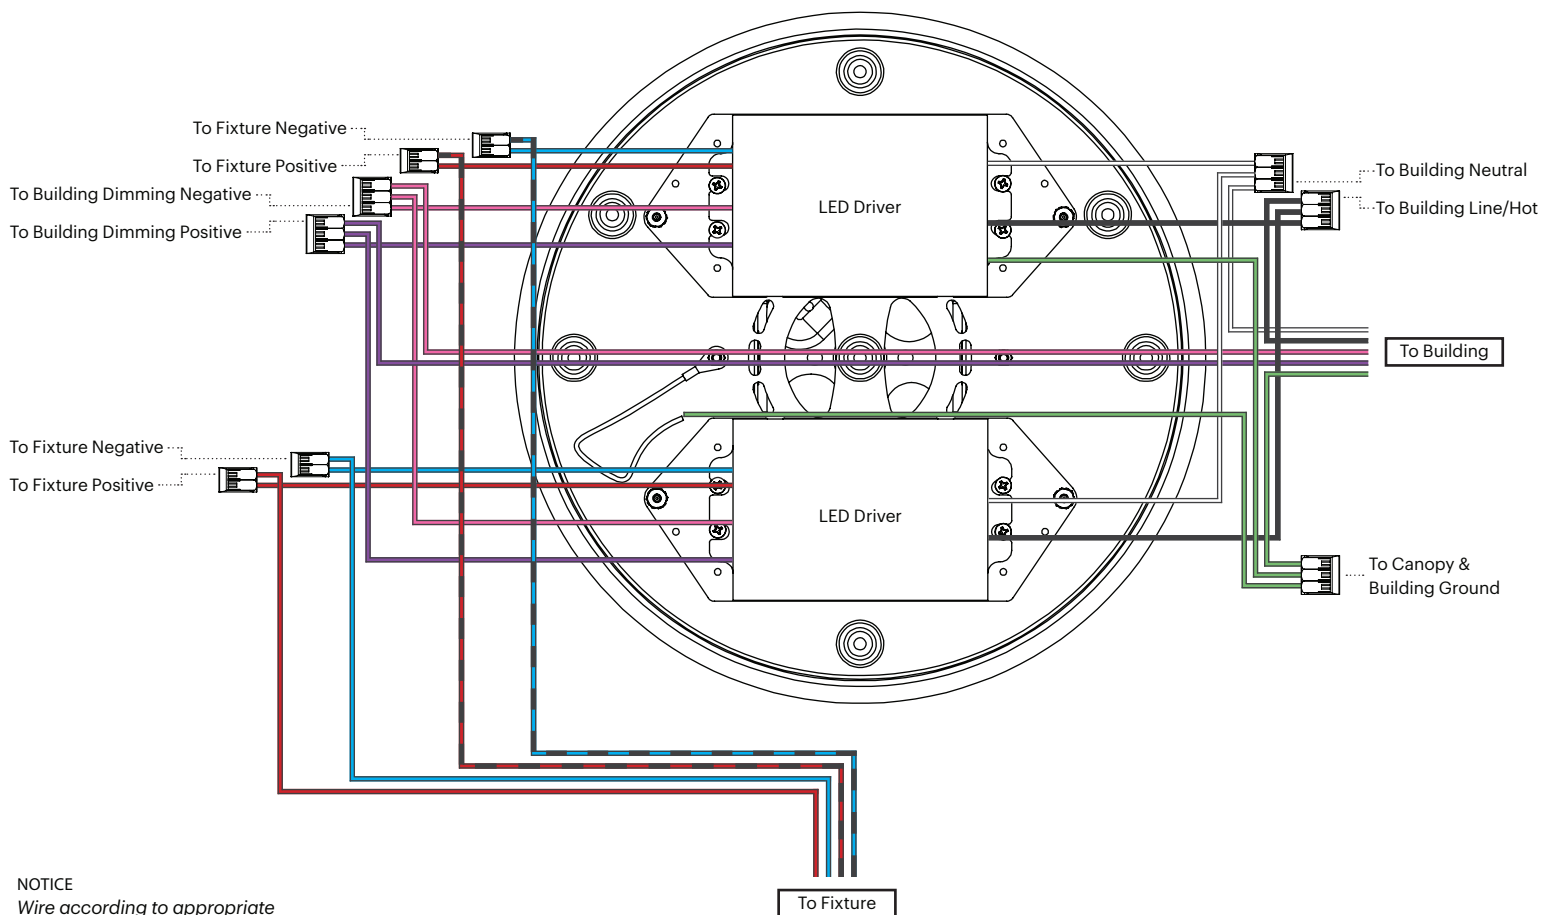 To Fixture Negative
To Fixture Positive
To Building Dimming Negative
To Building Dimming Positive
LED Driver
To Building Neutral
To Building Line/Hot
To Building
To Fixture Negative
To Fixture Positive
LED Driver
To Canopy &
Building Ground
NOTICE
Wire according to appropriate
To Fixture